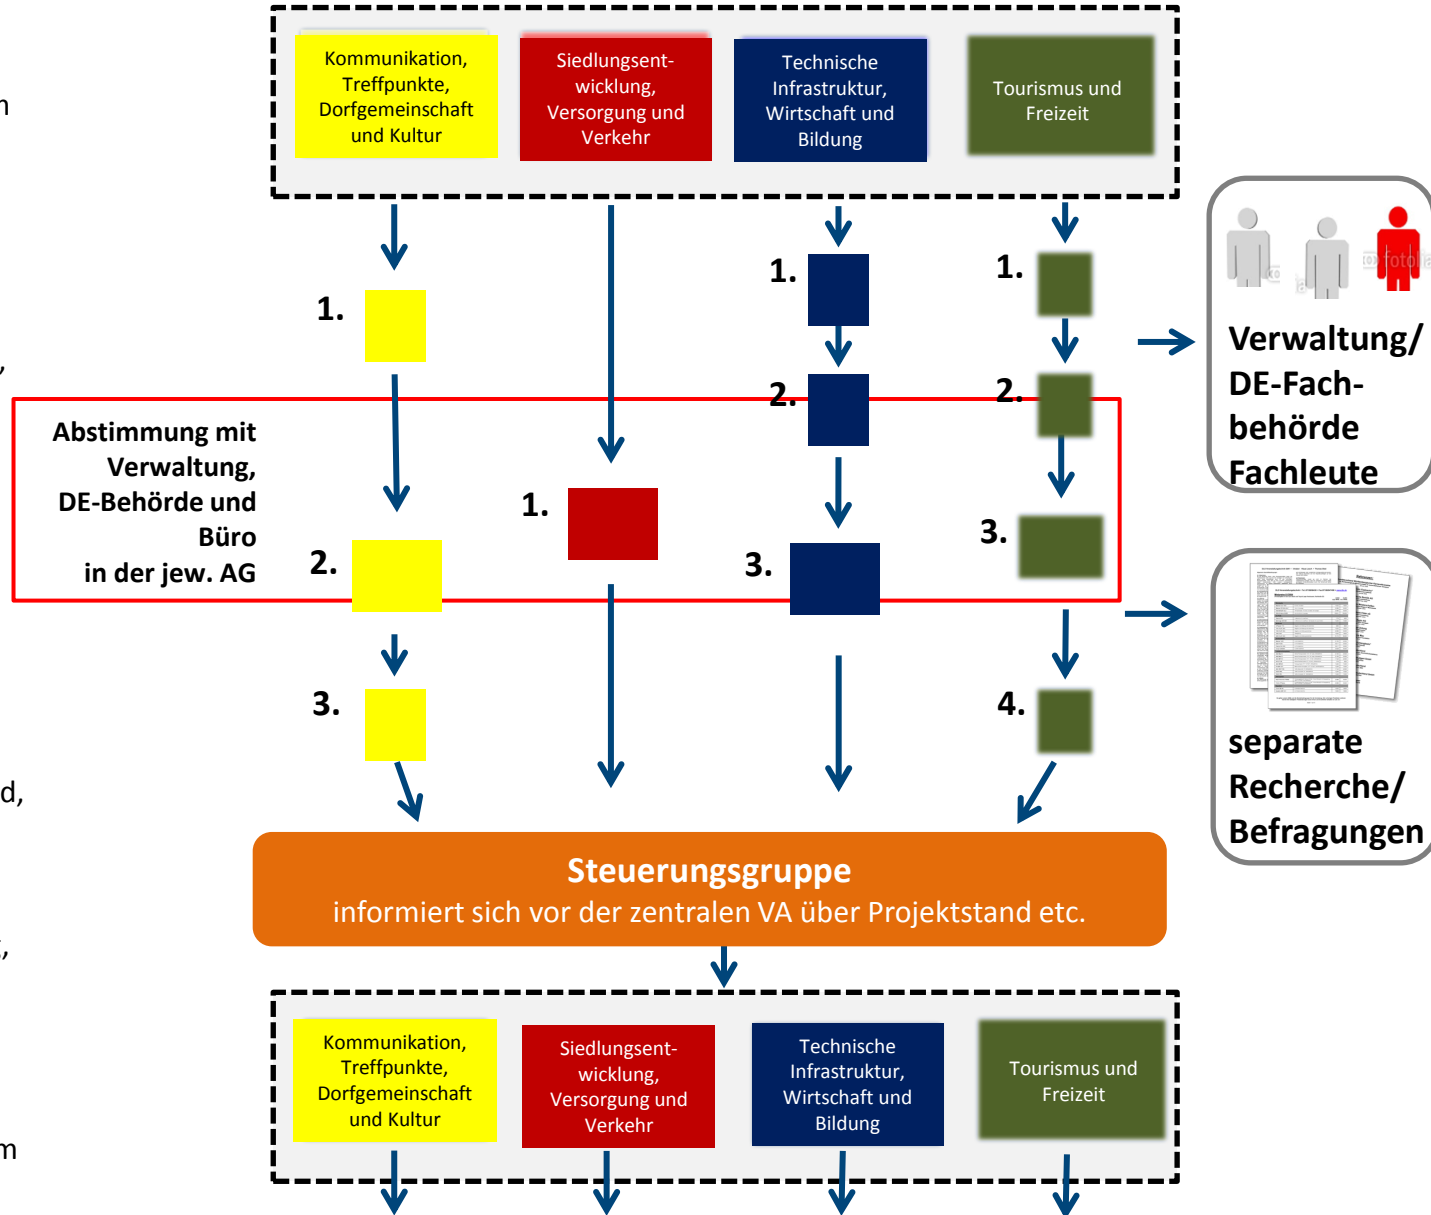 Kommunikation,
Treffpunkte,
Dorfgemeinschaft
und Kultur
Siedlungsent-
wicklung,
Versorgung und
Verkehr
Technische
Infrastruktur,
Wirtschaft und
Bildung
Tourismus und
Freizeit
1.
1.
1.
2.
2.
Abstimmung mit
Verwaltung,
DE-Behörde und
Büro
in der jew. AG
1.
2.
3.
3.
3.
4.
fotolia
Verwaltung/
DE-Fach-
behörde
Fachleute
separate
Recherche/
Befragungen
Steuerungsgruppe
informiert sich vor der zentralen VA über Projektstand etc.
Kommunikation,
Treffpunkte,
Dorfgemeinschaft
und Kultur
Siedlungsent-
wicklung,
Versorgung und
Verkehr
Technische
Infrastruktur,
Wirtschaft und
Bildung
Tourismus und
Freizeit